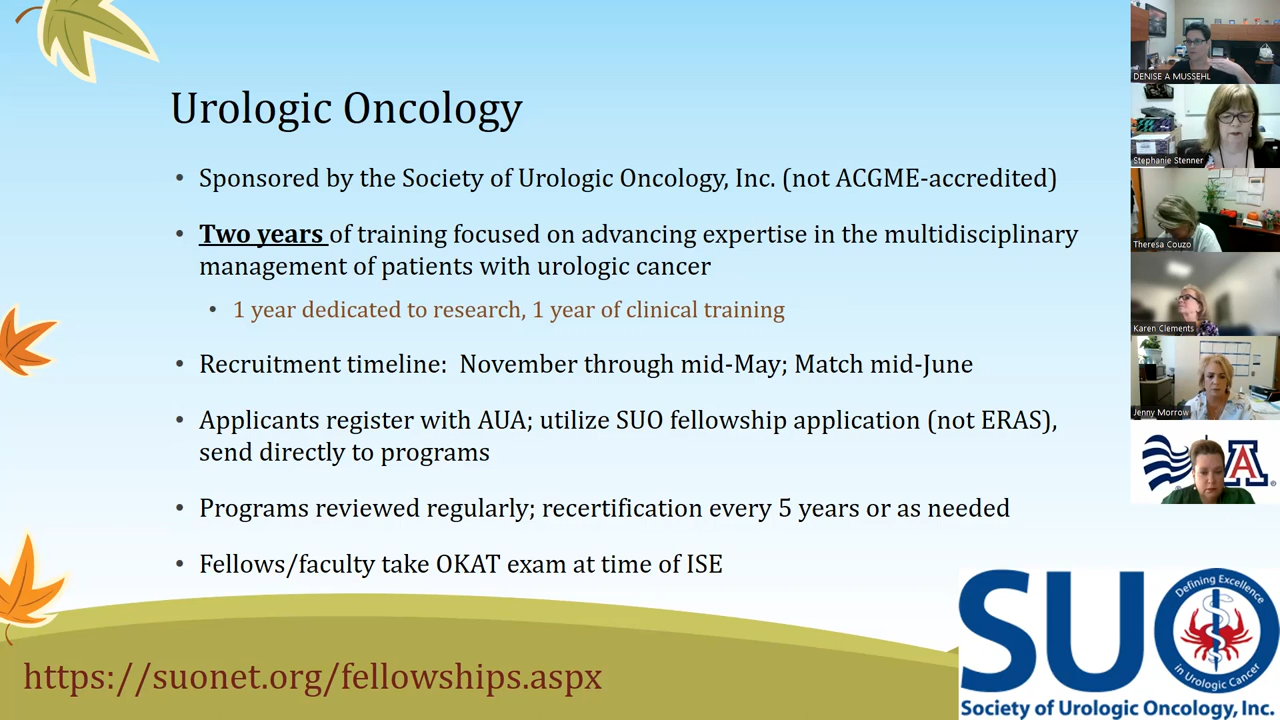 Urologic Oncology
• Sponsored by the Society of Urologic Oncology, Inc. (not ACGME-accredited)
• Two years of training focused on advancing expertise in the multidisciplinary
management of patients with urologic cancer
• 1 year dedicated to research, 1 year of clinical training
• Recruitment timeline:  November through mid-May; Match mid-June
• Applicants register with AUA; utilize SUO fellowship application (not ERAS),
send directly to programs
• Programs reviewed regularly; recertification every 5 years or as needed
• Fellows/faculty take OKAT exam at time of ISE
https://suonet.org/fellowships.aspx
DENISE A MUSSEHL
Stephanie Stenner
Theresa Couzo
Karen Clements
Jenny Morrow
A
SUO
Defining Excellence
in Urologic Cancer
Society of Urologic Oncology, Inc.